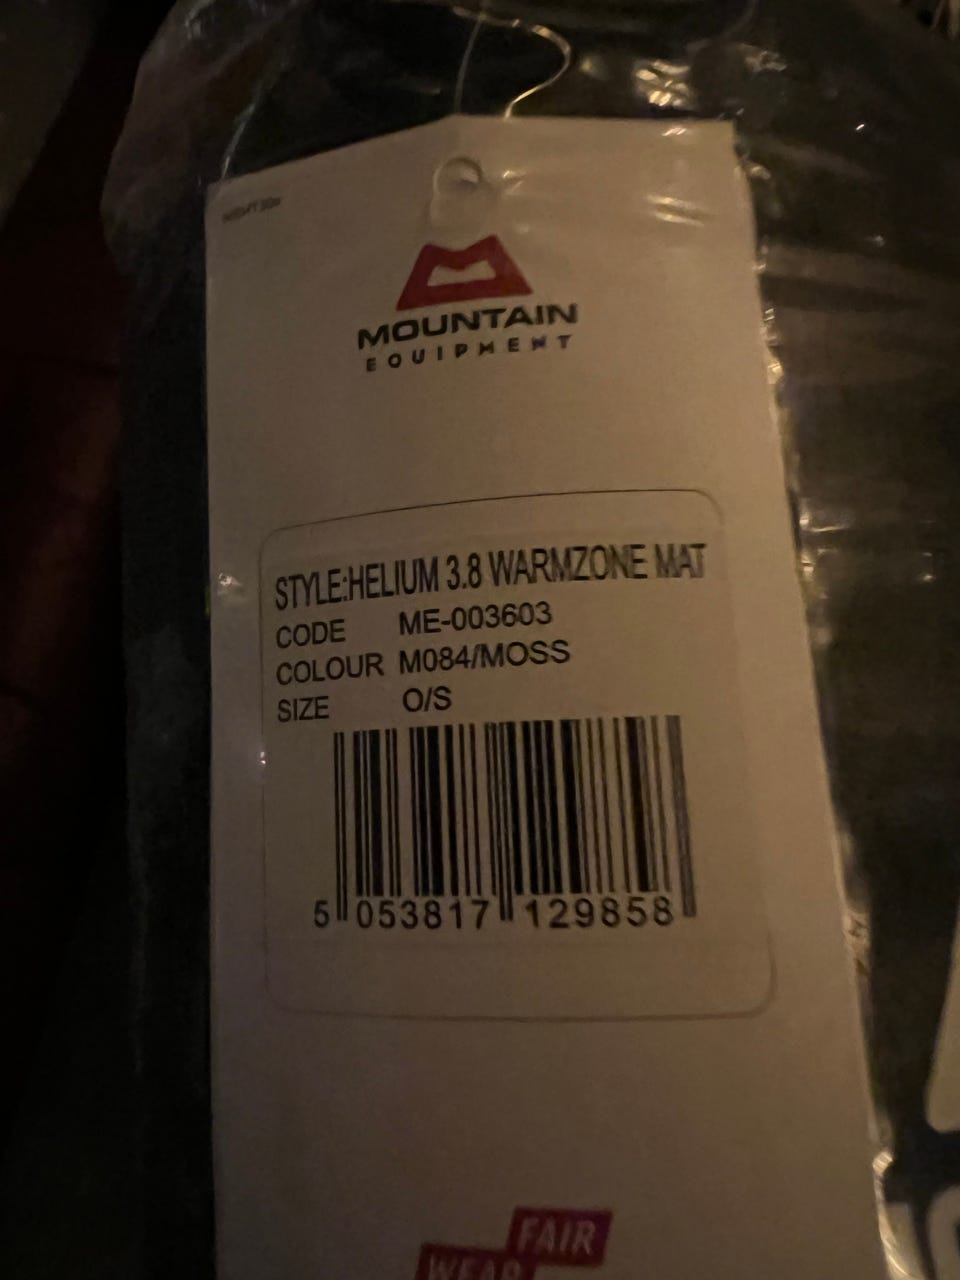 MOUNTAIN
EQUIPMENT
STYLE:HELIUM 3.8 WARMZONE MAT
CODE ME-003603
COLOUR M084/MOSS
SIZE O/S
5 053817 129858
FAIR
WEAR